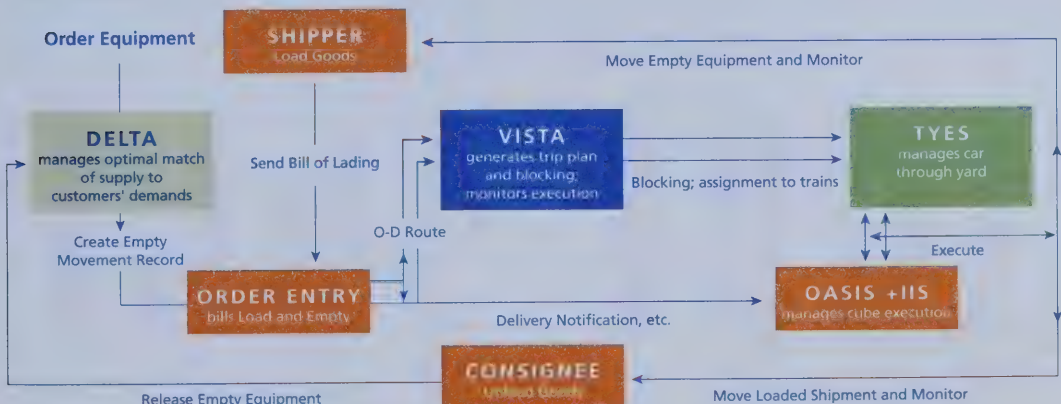 Order Equipment
SHIPPER
Load Goods
Move Empty Equipment and Monitor
DELTA
manages optimal match
of supply to
customers' demands
Send Bill of Lading
VISTA
generates trip plan
and blocking;
monitors execution
Blocking; assignment to trains
TYES
manages car
through yard
O-D Route
Create Empty
Movement Record
Execute
ORDER ENTRY
bills Load and Empty
Delivery Notification, etc.
OASIS +IIS
manages cube execution
CONSIGNEE
Unload Goods
Release Empty Equipment
Move Loaded Shipment and Monitor